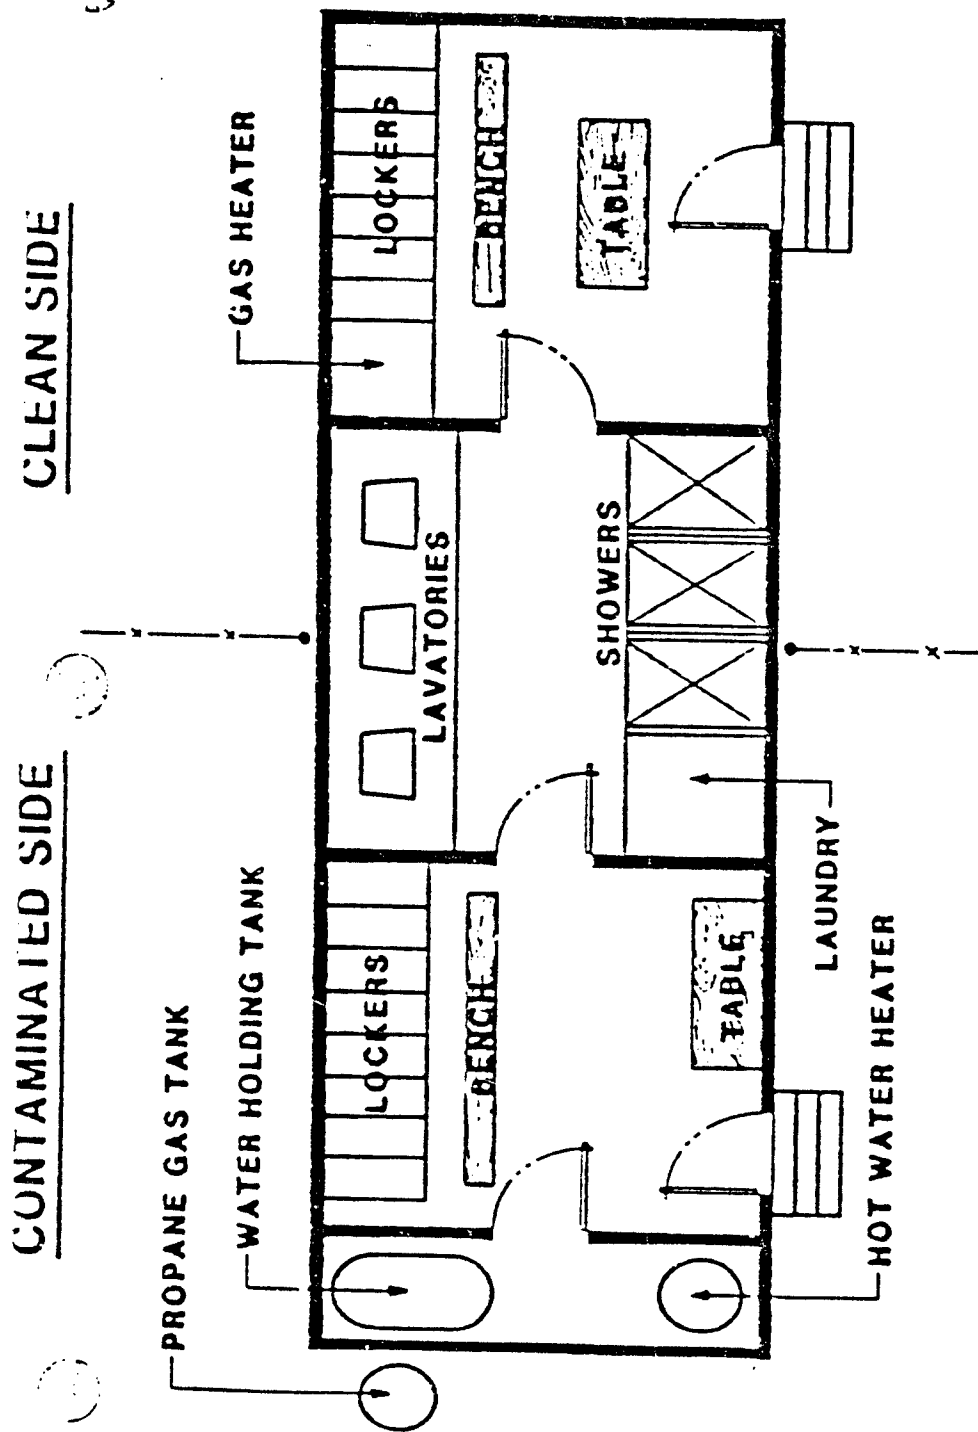 CONTAMINATED SIDE
CLEAN SIDE
PROPANE GAS TANK
WATER HOLDING TANK
GAS HEATER
LOCKERS
LAVATORIES
LOCKERS
BENCH
BENCH
SHOWERS
TABLE
TABLE
LAUNDRY
HOT WATER HEATER